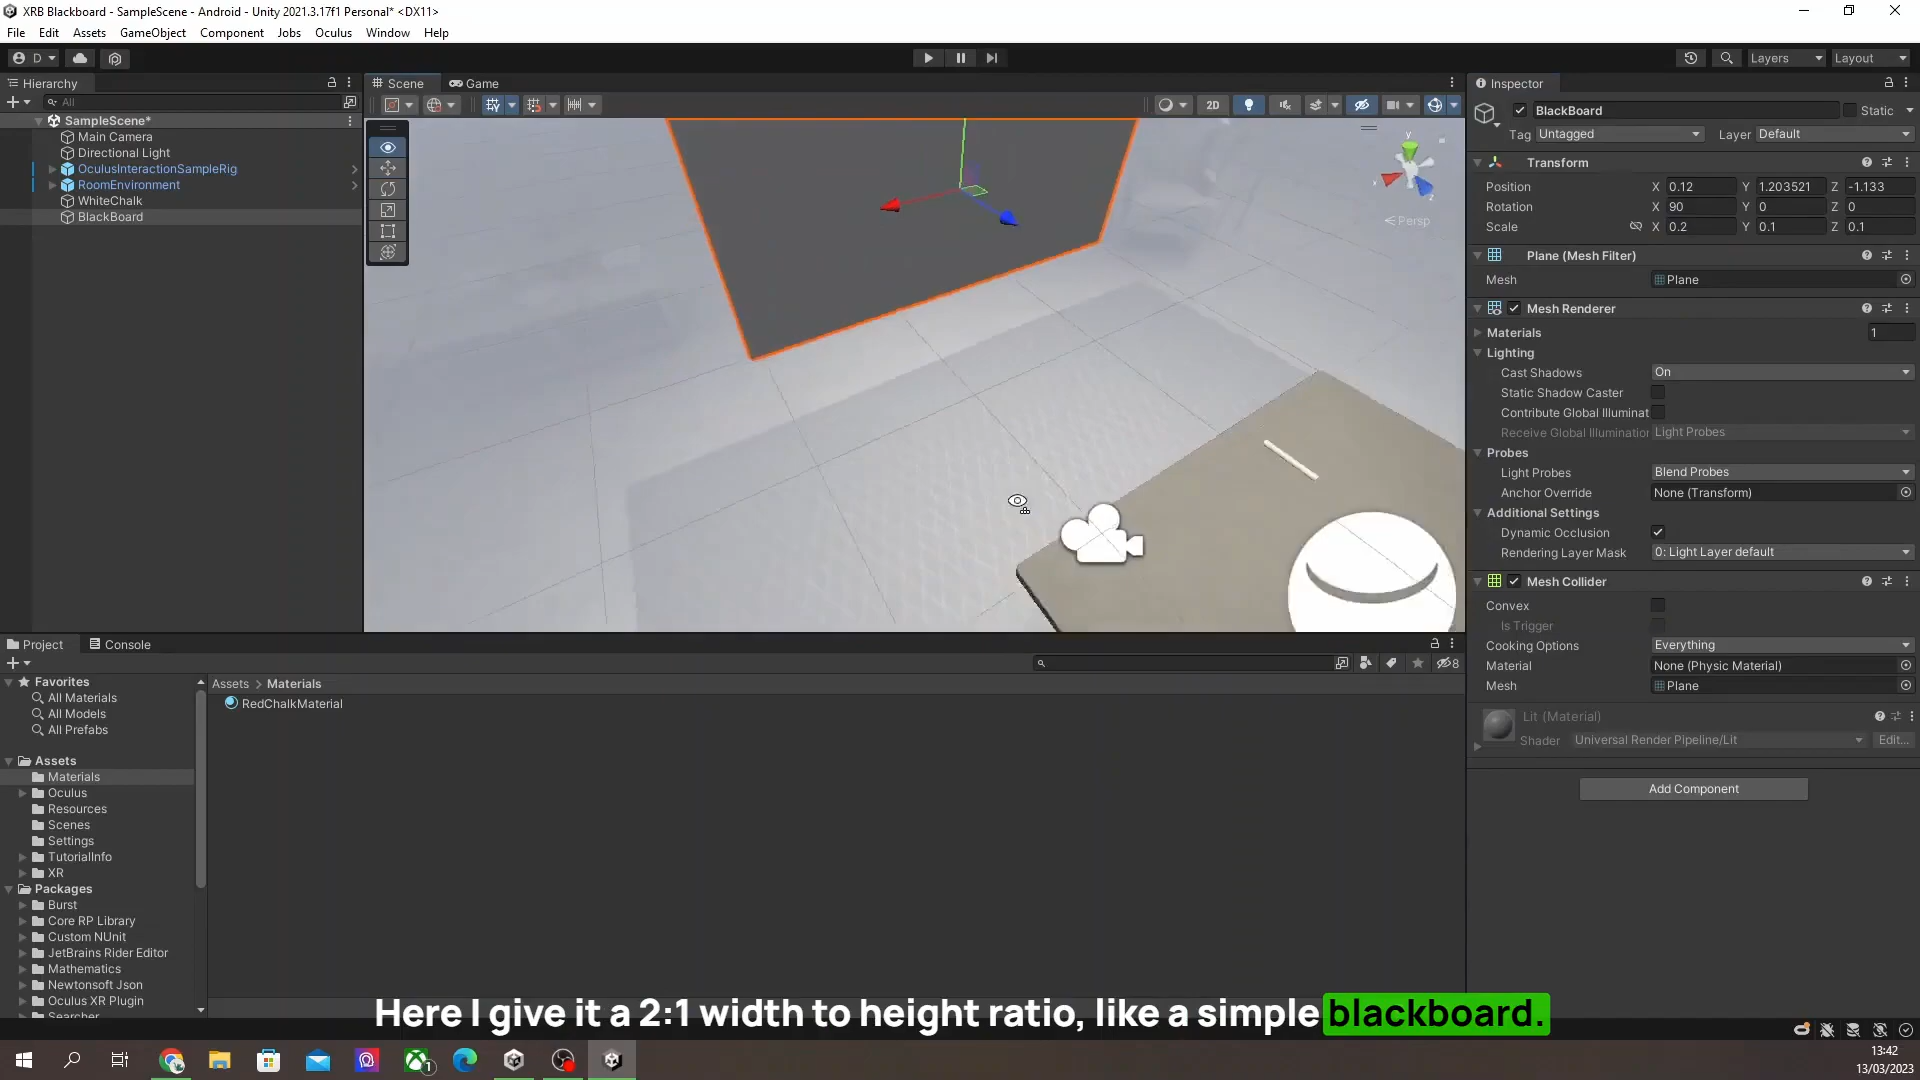 XRB Blackboard - SampleScene - Android - Unity 2021.3.17f1 Personal* <DX11>
File Edit Assets GameObject Component Jobs Oculus Window Help
D Layers Layout
Hierarchy
All
SampleScene*
Main Camera
Directional Light
OculusInteractionSampleRig
RoomEnvironment
WhiteChalk
BlackBoard
Scene Game
2D
y
x
z
Persp
Inspector
BlackBoard Static
Tag Untagged Layer Default
Transform
Position X 0.12 Y 1.203521 Z -1.133
Rotation X 90 Y 0 Z 0
Scale X 0.2 Y 0.1 Z 0.1
Plane (Mesh Filter)
Mesh Plane
Mesh Renderer
Materials 1
Lighting
Cast Shadows On
Static Shadow Caster
Contribute Global Illuminat
Receive Global Illumination Light Probes
Probes
Light Probes Blend Probes
Anchor Override None (Transform)
Additional Settings
Dynamic Occlusion
Rendering Layer Mask 0: Light Layer default
Mesh Collider
Convex
Is Trigger
Cooking Options Everything
Material None (Physic Material)
Mesh Plane
Lit (Material)
Shader Universal Render Pipeline/Lit Edit...
Add Component
Project Console
8
Favorites
All Materials
All Models
All Prefabs
Assets
Materials
Oculus
Resources
Scenes
Settings
TutorialInfo
XR
Packages
Burst
Core RP Library
Custom NUnit
JetBrains Rider Editor
Mathematics
Newtonsoft Json
Oculus XR Plugin
Searcher
Assets > Materials
RedChalkMaterial
Here I give it a 2:1 width to height ratio, like a simple blackboard.
1
13:42
13/03/2023